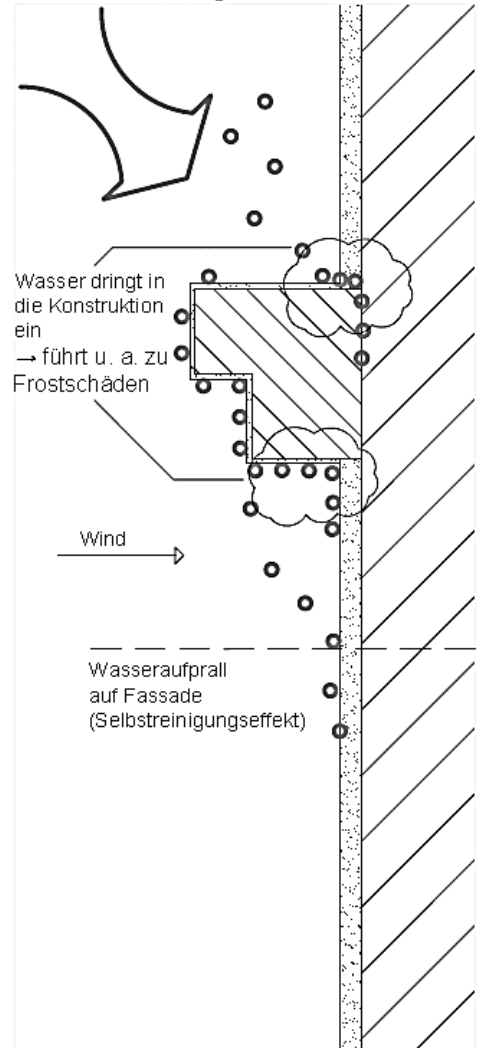 Wasser dringt in
die Konstruktion
ein
→ führt u. a. zu
Frostschäden
Wind
Wasseraufprall
auf Fassade
(Selbstreinigungseffekt)